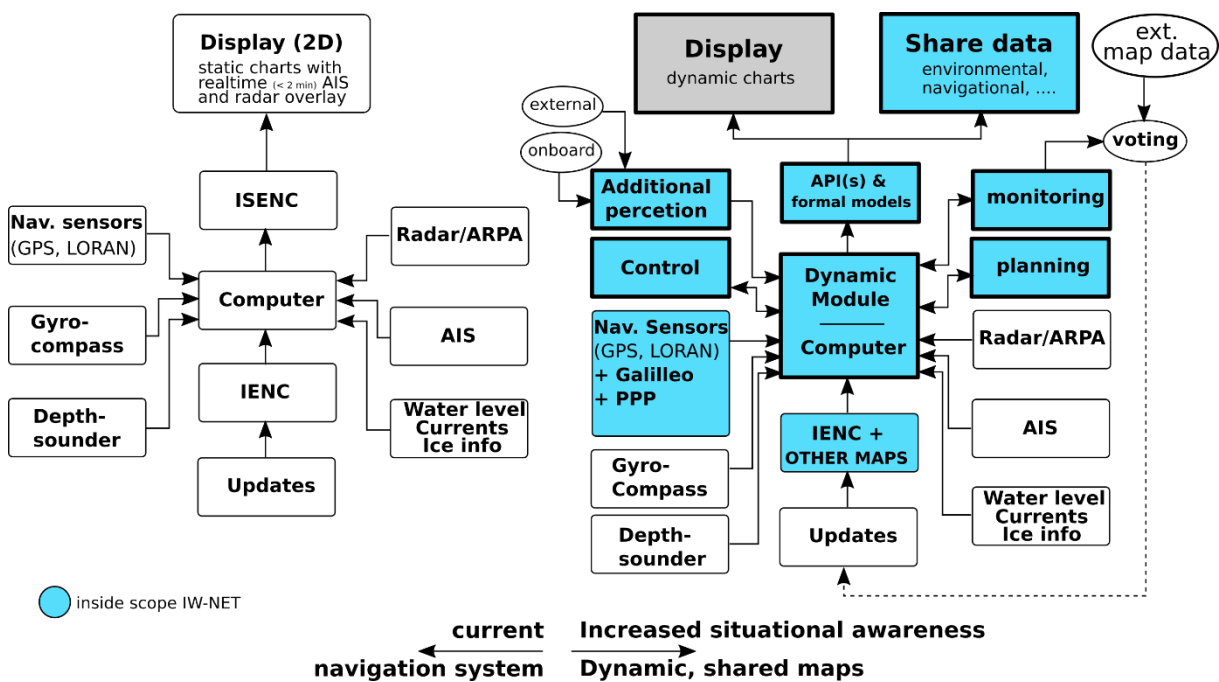 Display (2D)
static charts with
realtime (< 2 min) AIS
and radar overlay
ISENC
Nav. sensors
(GPS, LORAN)
Radar/ARPA
Computer
Gyro-
compass
AIS
IENC
Depth-
sounder
Water level
Currents
Ice info
Updates
inside scope IW-NET
Display
dynamic charts
Share data
environmental,
navigational, ....
ext.
map data
external
onboard
voting
Additional
percetion
API(s) &
formal models
monitoring
Control
Dynamic
Module
Computer
planning
Nav. Sensors
(GPS, LORAN)
+ Galilleo
+ PPP
Radar/ARPA
IENC +
OTHER MAPS
AIS
Gyro-
Compass
Depth-
sounder
Updates
Water level
Currents
Ice info
current
navigation system
Increased situational awareness
Dynamic, shared maps